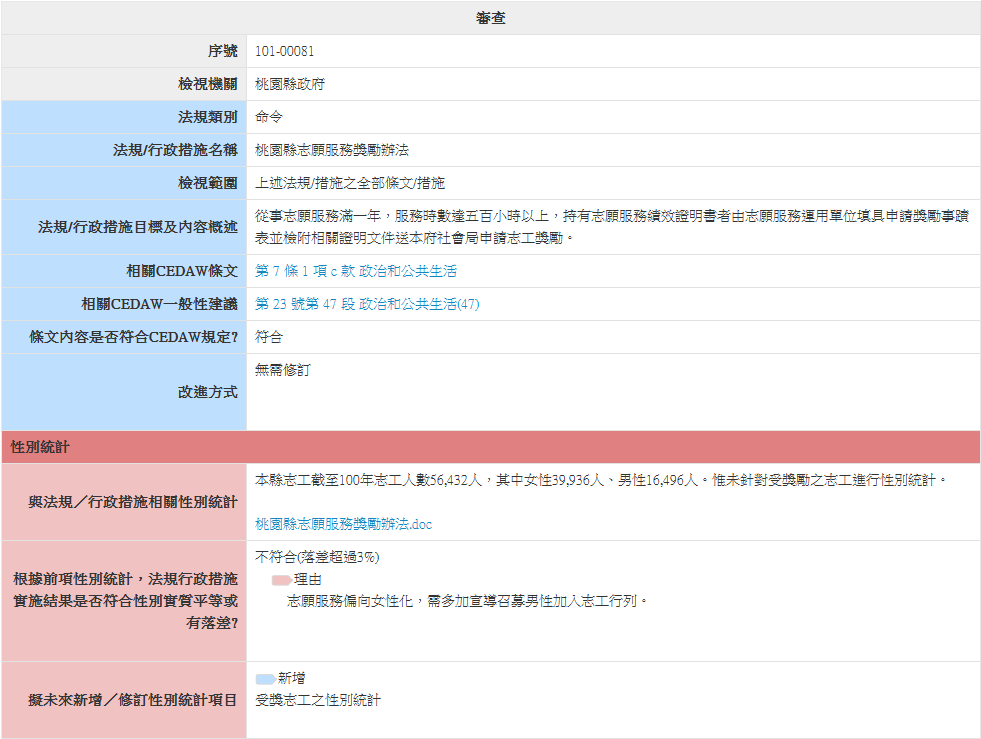 審查
序號 101-00081
檢視機關 桃園縣政府
法規類別 命令
法規/行政措施名稱 桃園縣志願服務獎勵辦法
檢視範圍 上述法規/措施之全部條文/措施
法規/行政措施目標及內容概述 從事志願服務滿一年，服務時數達五百小時以上，持有志願服務績效證明書者由志願服務運用單位填具申請獎勵事蹟
表並檢附相關證明文件送本府社會局申請志工獎勵。
相關CEDAW條文 第 7 條 1 項 c 款 政治和公共生活
相關CEDAW一般性建議 第 23 號第 47 段 政治和公共生活(47)
條文內容是否符合CEDAW規定? 符合
改進方式 無需修訂
性別統計
與法規／行政措施相關性別統計 本縣志工截至100年志工人數56,432人，其中女性39,936人、男性16,496人。惟未針對受獎勵之志工進行性別統計。
桃園縣志願服務獎勵辦法.doc
根據前項性別統計，法規行政措施
實施結果是否符合性別實質平等或
有落差?
不符合(落差超過3%)
理由
志願服務偏向女性化，需多加宣導召募男性加入志工行列。
擬未來新增／修訂性別統計項目
新增
受獎志工之性別統計